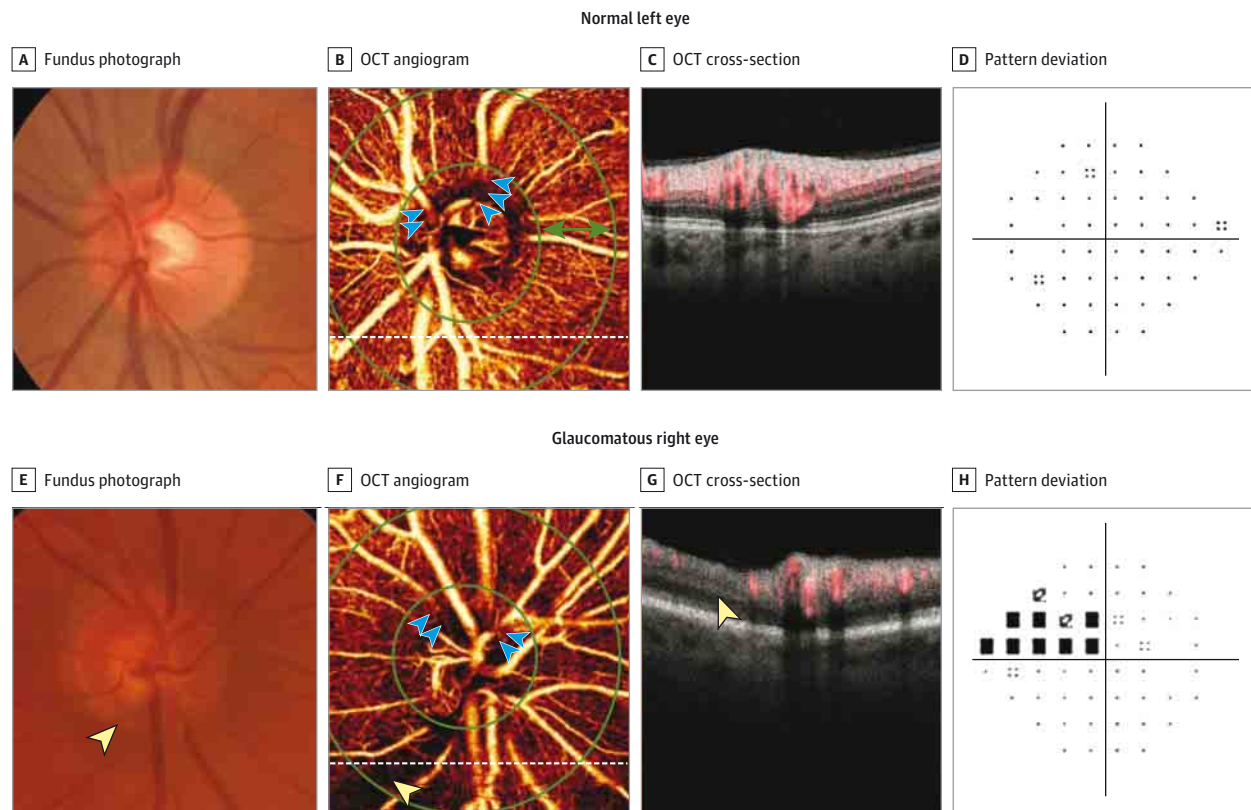 Normal left eye
A Fundus photograph
B OCT angiogram
C OCT cross-section
D Pattern deviation
Glaucomatous right eye
E Fundus photograph
F OCT angiogram
G OCT cross-section
H Pattern deviation